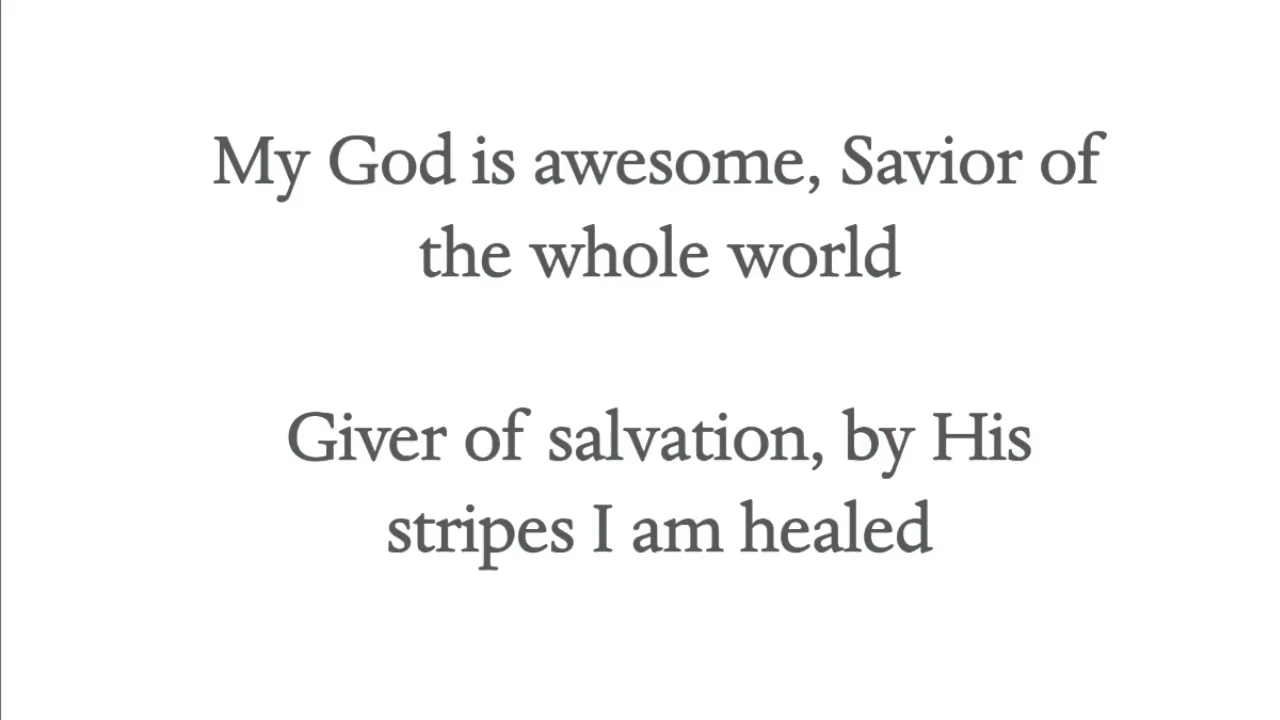 My God is awesome, Savior of
the whole world
Giver of salvation, by His
stripes I am healed